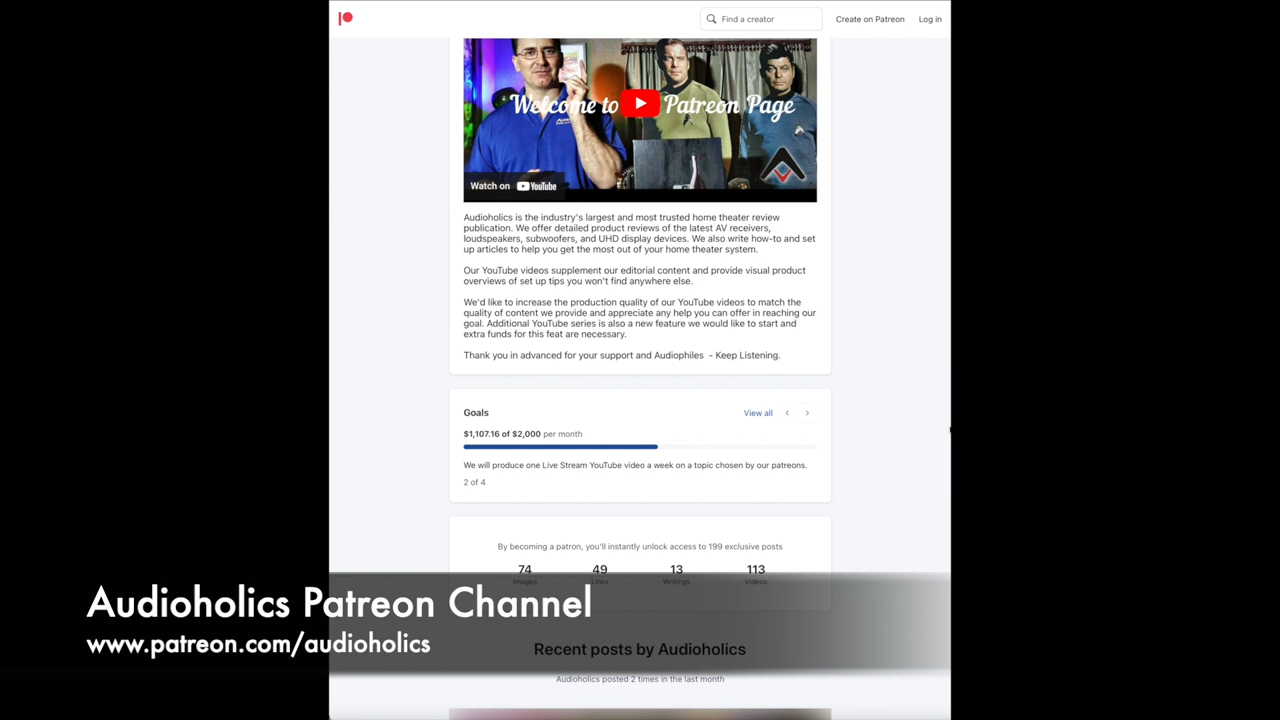 Find a creator
Create on Patreon
Log in
Welcome to Patreon Page
Watch on YouTube
Audioholics is the industry's largest and most trusted home theater review
publication. We offer detailed product reviews of the latest AV receivers,
loudspeakers, subwoofers, and UHD display devices. We also write how-to and set
up articles to help you get the most out of your home theater system.
Our YouTube videos supplement our editorial content and provide visual product
overviews of set up tips you won't find anywhere else.
We'd like to increase the production quality of our YouTube videos to match the
quality of content we provide and appreciate any help you can offer in reaching our
goal. Additional YouTube series is also a new feature we would like to start and
extra funds for this feat are necessary.
Thank you in advanced for your support and Audiophiles - Keep Listening.
Goals
View all
$1,107.16 of $2,000 per month
We will produce one Live Stream YouTube video a week on a topic chosen by our patreons.
2 of 4
By becoming a patron, you'll instantly unlock access to 199 exclusive posts
74 49 13 113
Images Links Writings Videos
Audioholics Patreon Channel
www.patreon.com/audioholics
Recent posts by Audioholics
Audioholics posted 2 times in the last month